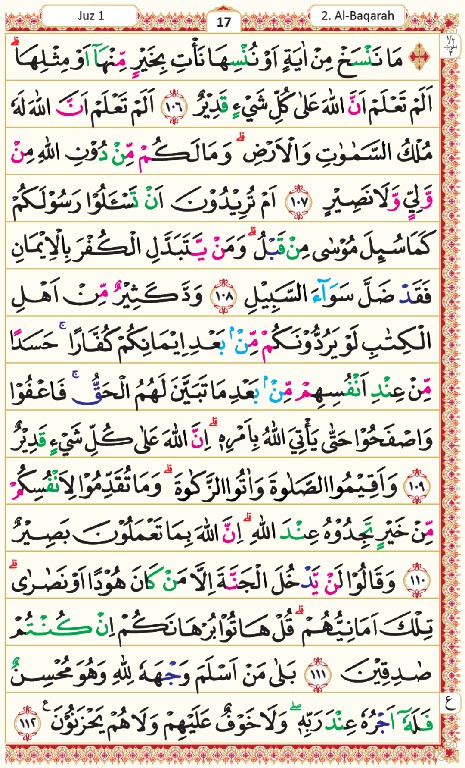 Juz 1
17
2. Al-Baqarah
مَا نَنْسَخْ مِنْ اٰيَةٍ اَوْ نُنْسِهَا نَأْتِ بِخَيْرٍ مِّنْهَآ اَوْ مِثْلِهَا ۗ
اَلَمْ تَعْلَمْ اَنَّ اللّٰهَ عَلٰى كُلِّ شَيْءٍ قَدِيْرٌ ﴿١٠٦﴾ اَلَمْ تَعْلَمْ اَنَّ اللّٰهَ لَهٗ
مُلْكُ السَّمٰوٰتِ وَالْاَرْضِ ۗ وَمَا لَكُمْ مِّنْ دُوْنِ اللّٰهِ مِنْ
وَّلِيٍّ وَّلَا نَصِيْرٍ ﴿١٠٧﴾ اَمْ تُرِيْدُوْنَ اَنْ تَسْـَٔلُوْا رَسُوْلَكُمْ
كَمَا سُىِٕلَ مُوْسٰى مِنْ قَبْلُ ۗ وَمَنْ يَّتَبَدَّلِ الْكُفْرَ بِالْاِيْمَانِ
فَقَدْ ضَلَّ سَوَآءَ السَّبِيْلِ ﴿١٠٨﴾ وَدَّ كَثِيْرٌ مِّنْ اَهْلِ
الْكِتٰبِ لَوْ يَرُدُّوْنَكُمْ مِّنْۢ بَعْدِ اِيْمَانِكُمْ كُفَّارًا ۚ حَسَدًا
مِّنْ عِنْدِ اَنْفُسِهِمْ مِّنْۢ بَعْدِ مَا تَبَيَّنَ لَهُمُ الْحَقُّ ۚ فَاعْفُوْا
وَاصْفَحُوْا حَتّٰى يَأْتِيَ اللّٰهُ بِاَمْرِهٖ ۗ اِنَّ اللّٰهَ عَلٰى كُلِّ شَيْءٍ قَدِيْرٌ
﴿١٠٩﴾ وَاَقِيْمُوا الصَّلٰوةَ وَاٰتُوا الزَّكٰوةَ ۗ وَمَا تُقَدِّمُوْا لِاَنْفُسِكُمْ
مِّنْ خَيْرٍ تَجِدُوْهُ عِنْدَ اللّٰهِ ۗ اِنَّ اللّٰهَ بِمَا تَعْمَلُوْنَ بَصِيْرٌ
﴿١١٠﴾ وَقَالُوْا لَنْ يَّدْخُلَ الْجَنَّةَ اِلَّا مَنْ كَانَ هُوْدًا اَوْ نَصٰرٰى ۗ
تِلْكَ اَمَانِيُّهُمْ ۗ قُلْ هَاتُوْا بُرْهَانَكُمْ اِنْ كُنْتُمْ
صٰدِقِيْنَ ﴿١١١﴾ بَلٰى مَنْ اَسْلَمَ وَجْهَهٗ لِلّٰهِ وَهُوَ مُحْسِنٌ
فَلَهٗٓ اَجْرُهٗ عِنْدَ رَبِّهٖ ۖ وَلَا خَوْفٌ عَلَيْهِمْ وَلَا هُمْ يَحْزَنُوْنَ ۚ ﴿١١٢﴾
ع